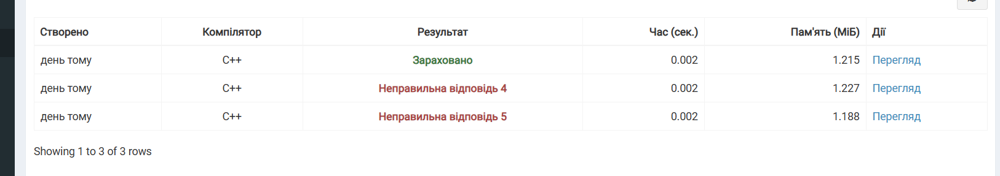 Створено Компілятор Результат Час (сек.) Пам'ять (МіБ) Дії
день тому C++ Зараховано 0.002 1.215 Перегляд
день тому C++ Неправильна відповідь 4 0.002 1.227 Перегляд
день тому C++ Неправильна відповідь 5 0.002 1.188 Перегляд
Showing 1 to 3 of 3 rows